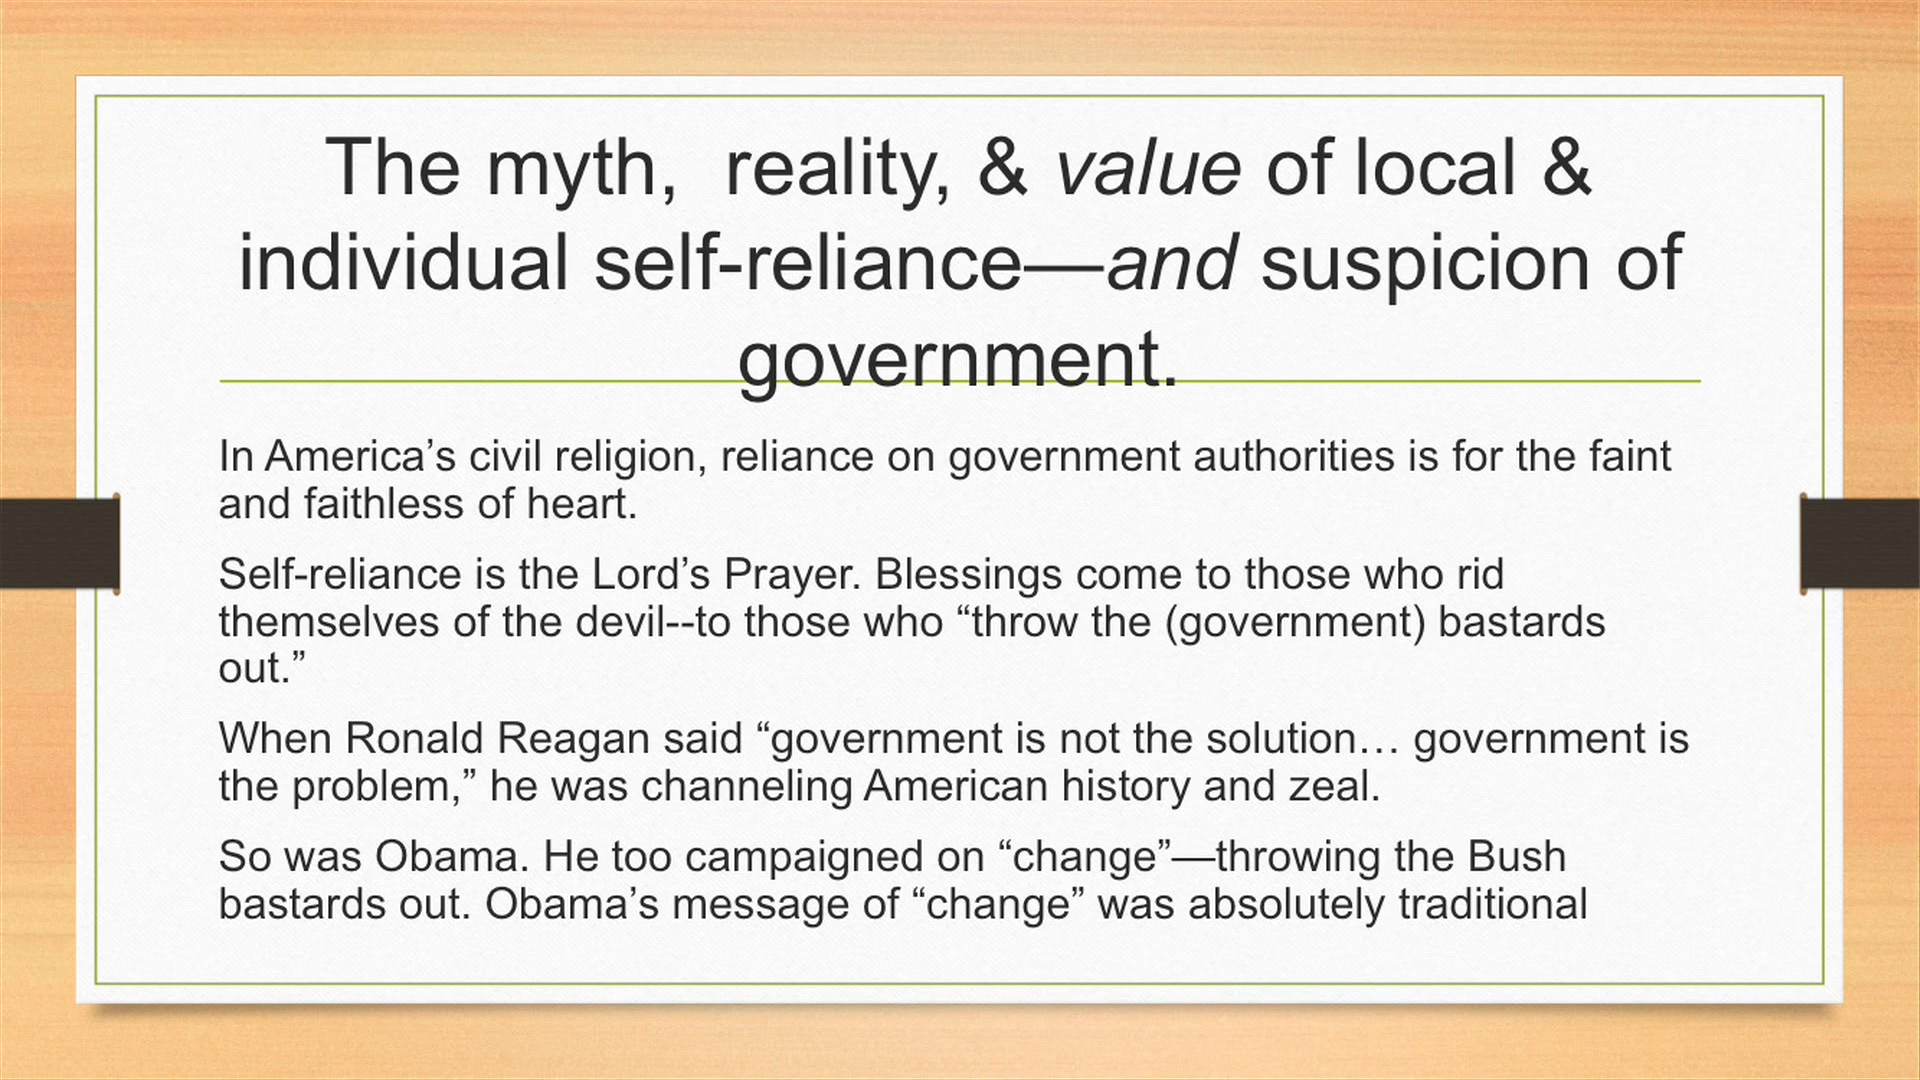 The myth,  reality, & value of local &
individual self-reliance—and suspicion of
government.
In America’s civil religion, reliance on government authorities is for the faint
and faithless of heart.
Self-reliance is the Lord’s Prayer. Blessings come to those who rid
themselves of the devil--to those who “throw the (government) bastards
out.”
When Ronald Reagan said “government is not the solution… government is
the problem,” he was channeling American history and zeal.
So was Obama. He too campaigned on “change”—throwing the Bush
bastards out. Obama’s message of “change” was absolutely traditional